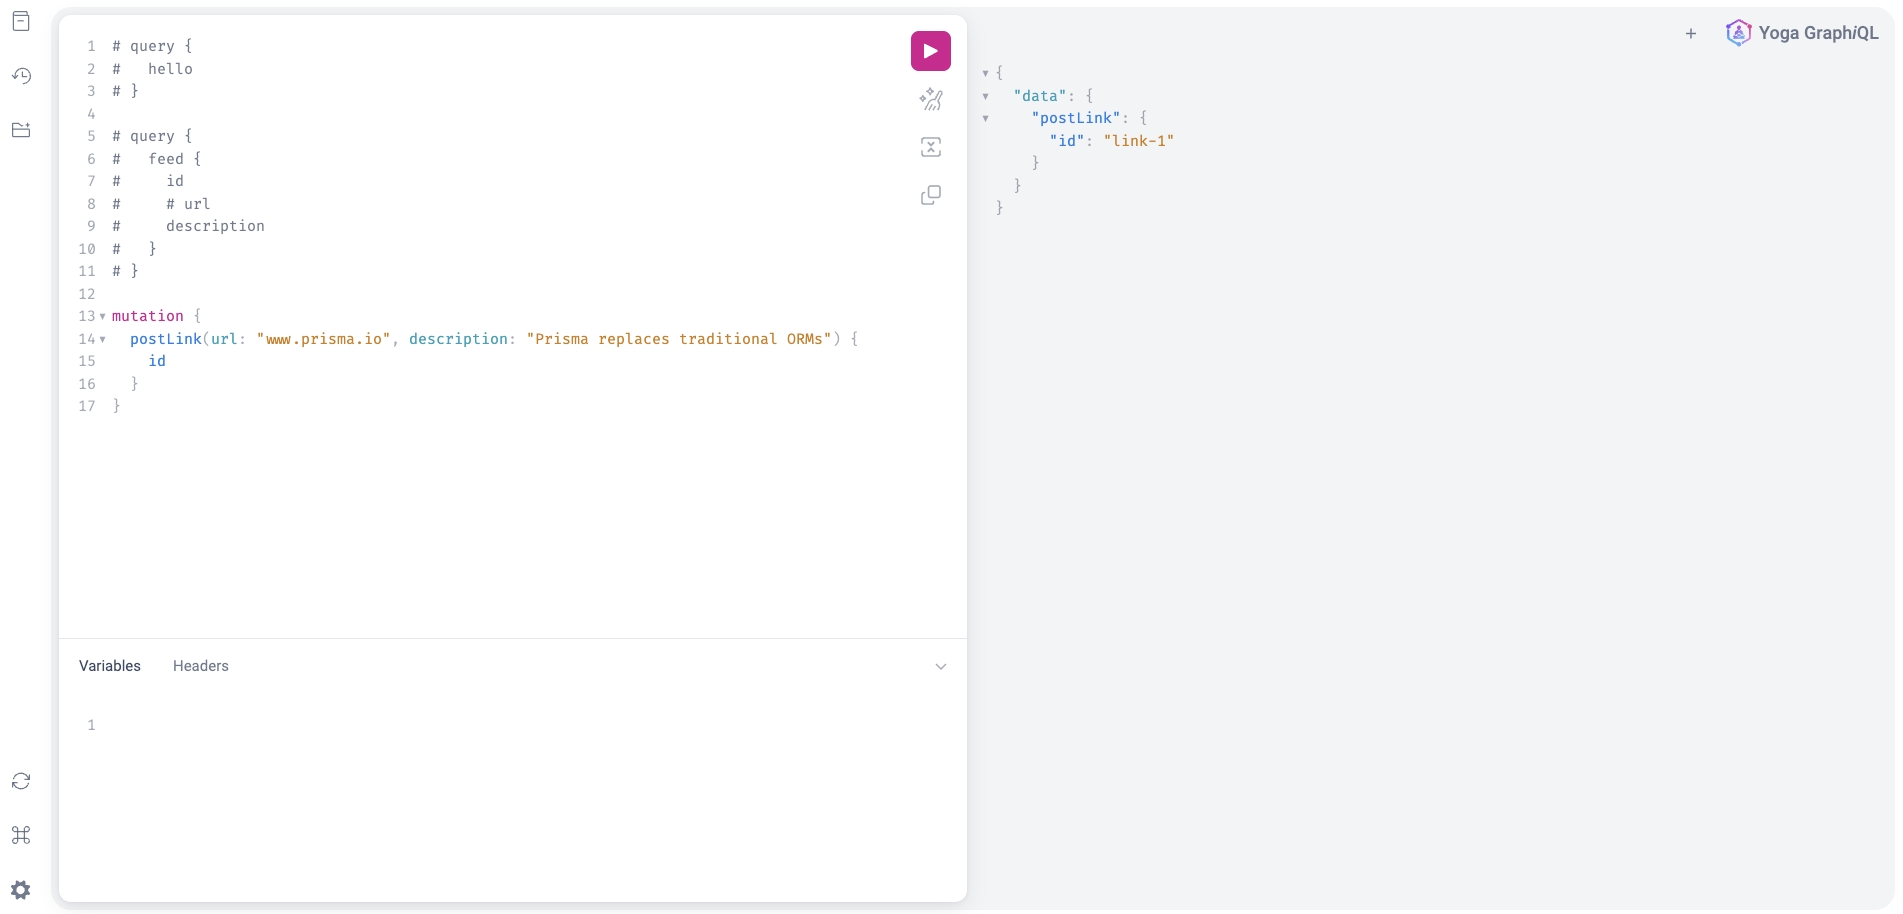 1 # query {
2 #   hello
3 # }
4
5 # query {
6 #   feed {
7 #     id
8 #     # url
9 #     description
10 #   }
11 # }
12
13 mutation {
14   postLink(url: "www.prisma.io", description: "Prisma replaces traditional ORMs") {
15     id
16   }
17 }
Variables Headers
1
+ Yoga GraphiQL
{
  "data": {
    "postLink": {
      "id": "link-1"
    }
  }
}